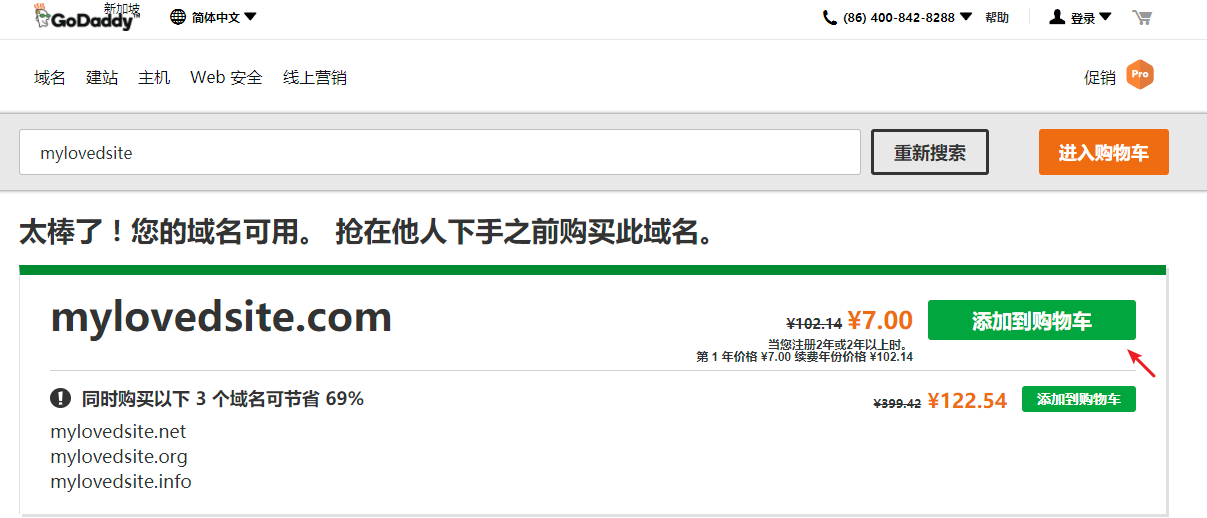 新加坡
GoDaddy™ 简体中文 (86) 400-842-8288 帮助 登录
域名 建站 主机 Web 安全 线上营销 促销 Pro
mylovedsite 重新搜索 进入购物车
太棒了！您的域名可用。 抢在他人下手之前购买此域名。
mylovedsite.com ¥102.14 ¥7.00 添加到购物车
当您注册2年或2年以上时。
第 1 年价格 ¥7.00 续费年份价格 ¥102.14
同时购买以下 3 个域名可节省 69% ¥399.42 ¥122.54 添加到购物车
mylovedsite.net
mylovedsite.org
mylovedsite.info